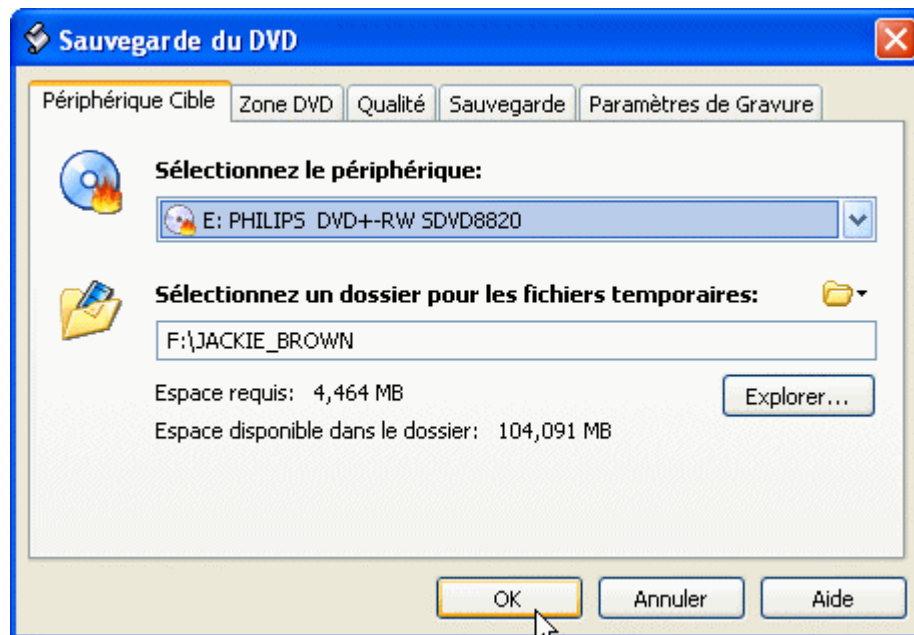 Sauvegarde du DVD
Périphérique Cible Zone DVD Qualité Sauvegarde Paramètres de Gravure
Sélectionnez le périphérique:
E: PHILIPS DVD+-RW SDVD8820
Sélectionnez un dossier pour les fichiers temporaires:
F:\JACKIE_BROWN
Espace requis: 4,464 MB
Explorer...
Espace disponible dans le dossier: 104,091 MB
OK Annuler Aide